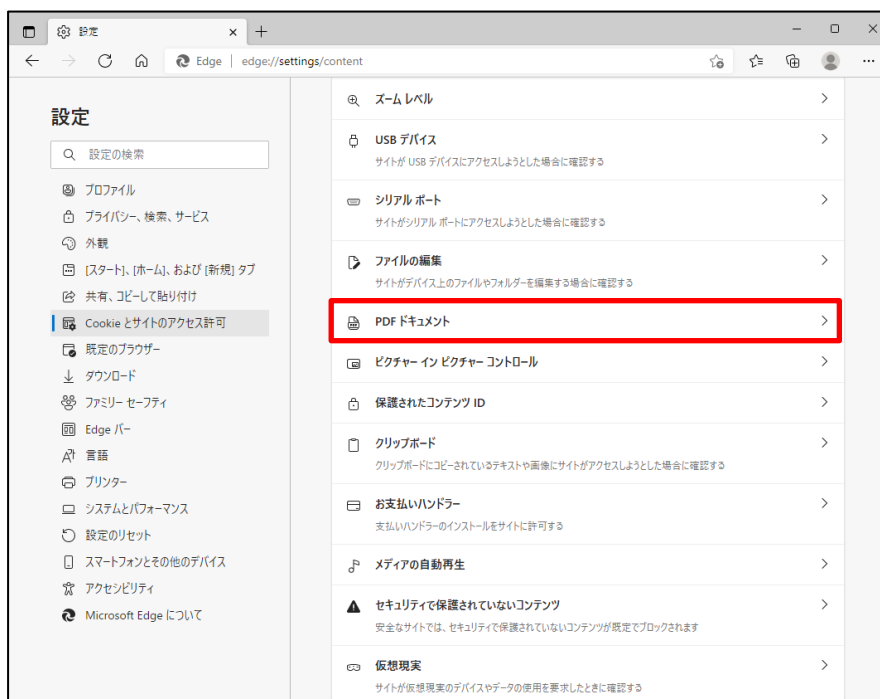 設定
Edge
edge://settings/content
設定
設定の検索
プロファイル
プライバシー、検索、サービス
外観
[スタート]、[ホーム]、および [新規] タブ
共有、コピーして貼り付け
Cookie とサイトのアクセス許可
既定のブラウザー
ダウンロード
ファミリー セーフティ
Edge バー
言語
プリンター
システムとパフォーマンス
設定のリセット
スマートフォンとその他のデバイス
アクセシビリティ
Microsoft Edge について
ズーム レベル
USB デバイス
サイトが USB デバイスにアクセスしようとした場合に確認する
シリアル ポート
サイトがシリアル ポートにアクセスしようとした場合に確認する
ファイルの編集
サイトがデバイス上のファイルやフォルダーを編集する場合に確認する
PDF ドキュメント
ピクチャー イン ピクチャー コントロール
保護されたコンテンツ ID
クリップボード
クリップボードにコピーされているテキストや画像にサイトがアクセスしようとした場合に確認する
お支払いハンドラー
支払いハンドラーのインストールをサイトに許可する
メディアの自動再生
セキュリティで保護されていないコンテンツ
安全なサイトでは、セキュリティで保護されていないコンテンツが既定でブロックされます
仮想現実
サイトが仮想現実のデバイスやデータの使用を要求したときに確認する